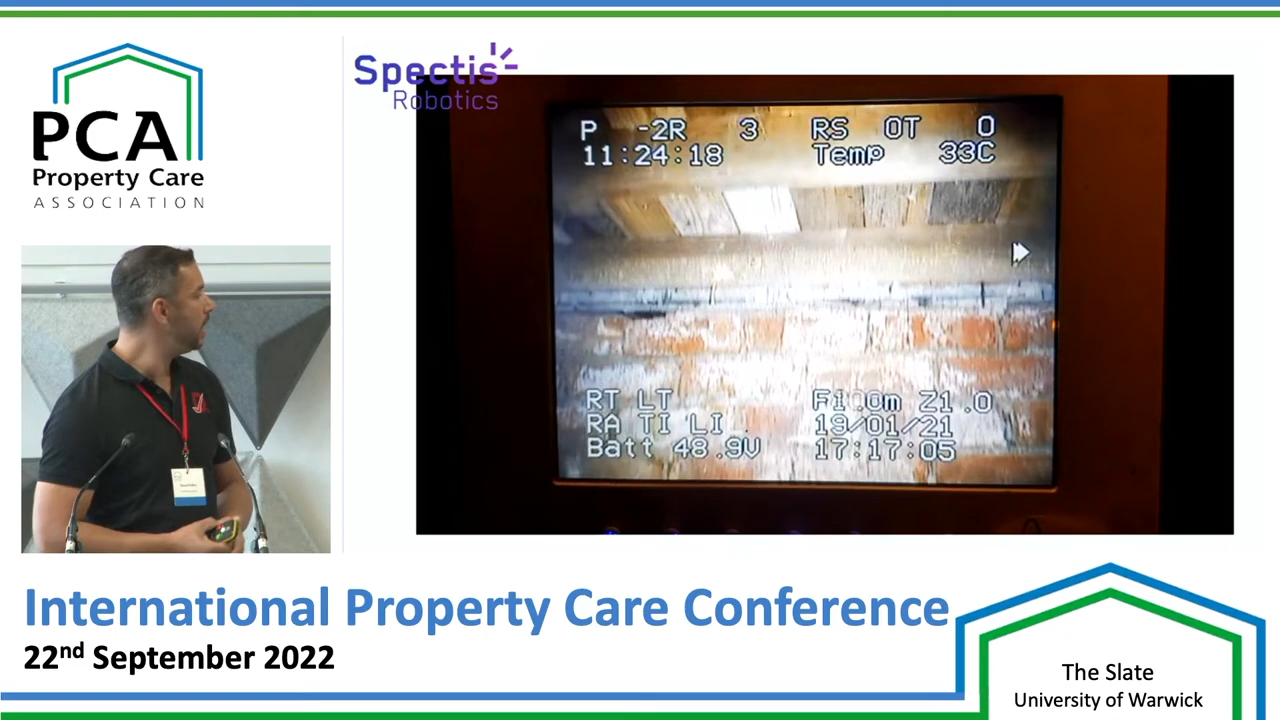 PCA
Property Care
ASSOCIATION
Spectis
Robotics
P -2R 3 RS OT 0
11:24:18 Temp 33C
RT LT F100m Z1.0
RA TI LI 19/01/21
Batt 48.9V 17:17:05
International Property Care Conference
22nd September 2022
The Slate
University of Warwick